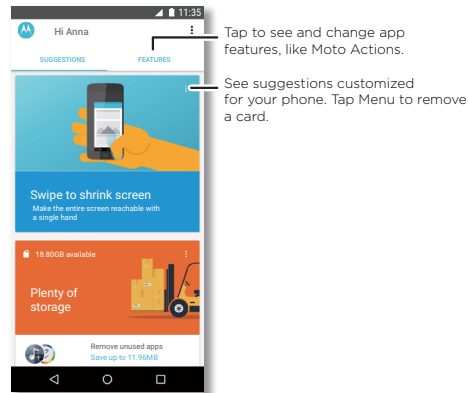 11:35
Hi Anna
SUGGESTIONS
FEATURES
Tap to see and change app
features, like Moto Actions.
See suggestions customized
for your phone. Tap Menu to remove
a card.
Swipe to shrink screen
Make the entire screen reachable with
a single hand
18.80GB available
Plenty of
storage
Remove unused apps
Save up to 11.96MB